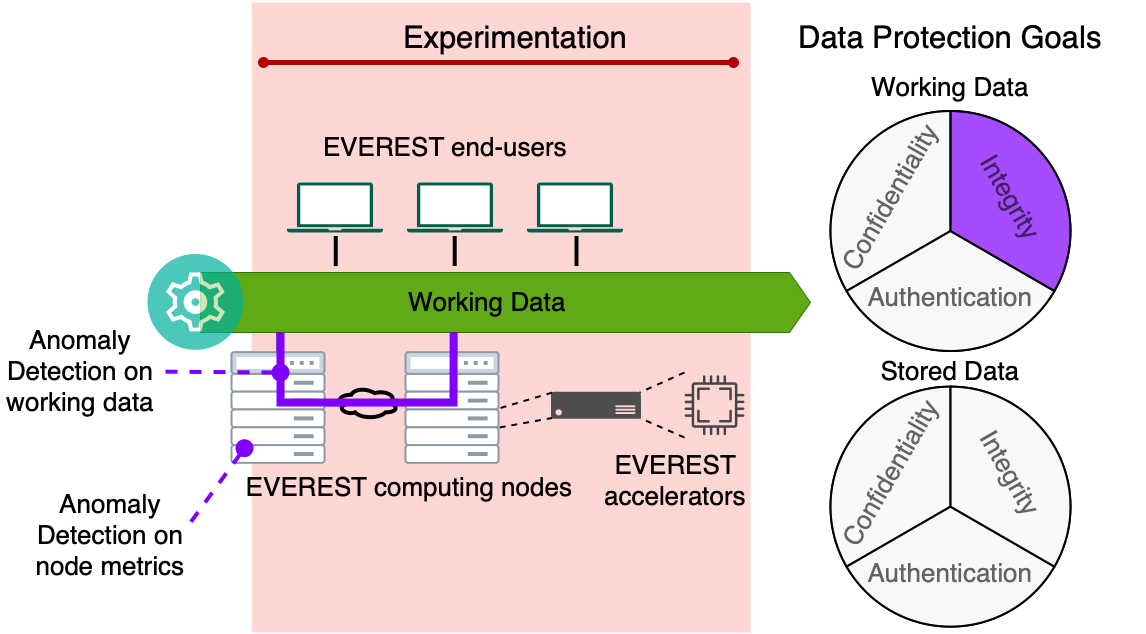 Experimentation
Data Protection Goals
Working Data
EVEREST end-users
Confidentiality
Integrity
Authentication
Working Data
Anomaly
Detection on
working data
Stored Data
Confidentiality
Integrity
Authentication
EVEREST
accelerators
EVEREST computing nodes
Anomaly
Detection on
node metrics